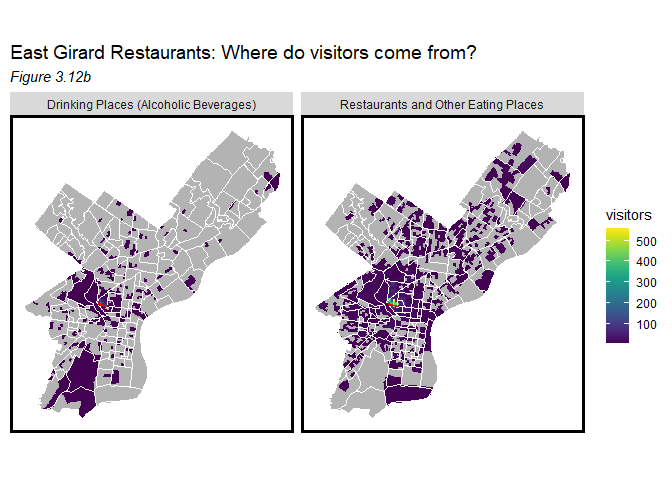 East Girard Restaurants: Where do visitors come from?
Figure 3.12b
Drinking Places (Alcoholic Beverages)
Restaurants and Other Eating Places
visitors
500
400
300
200
100